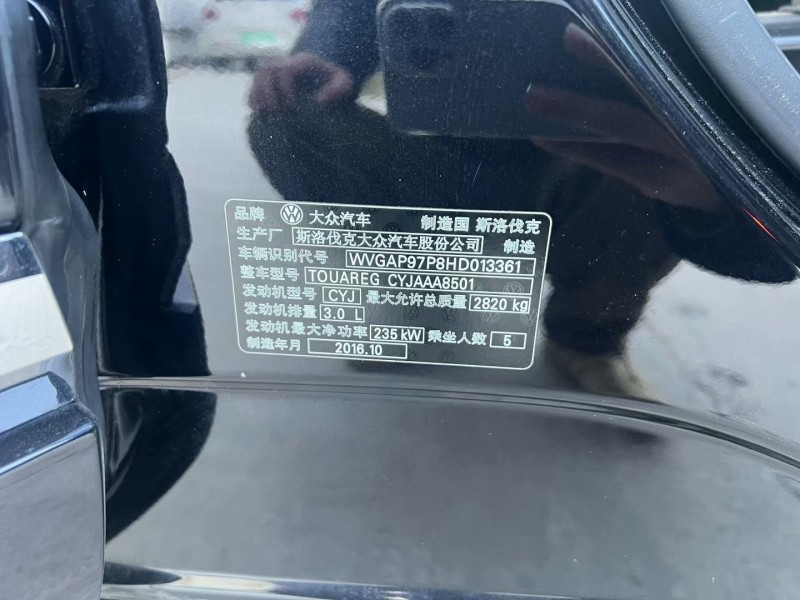 品牌 大众汽车 制造国 斯洛伐克
生产厂 斯洛伐克大众汽车股份公司 制造
车辆识别代号 WVGAP97P8HD013361
整车型号 TOUAREG CYJAAA8501
发动机型号 CYJ 最大允许总质量 2820 kg
发动机排量 3.0 L
发动机最大净功率 235 kW 乘坐人数 5
制造年月 2016.10